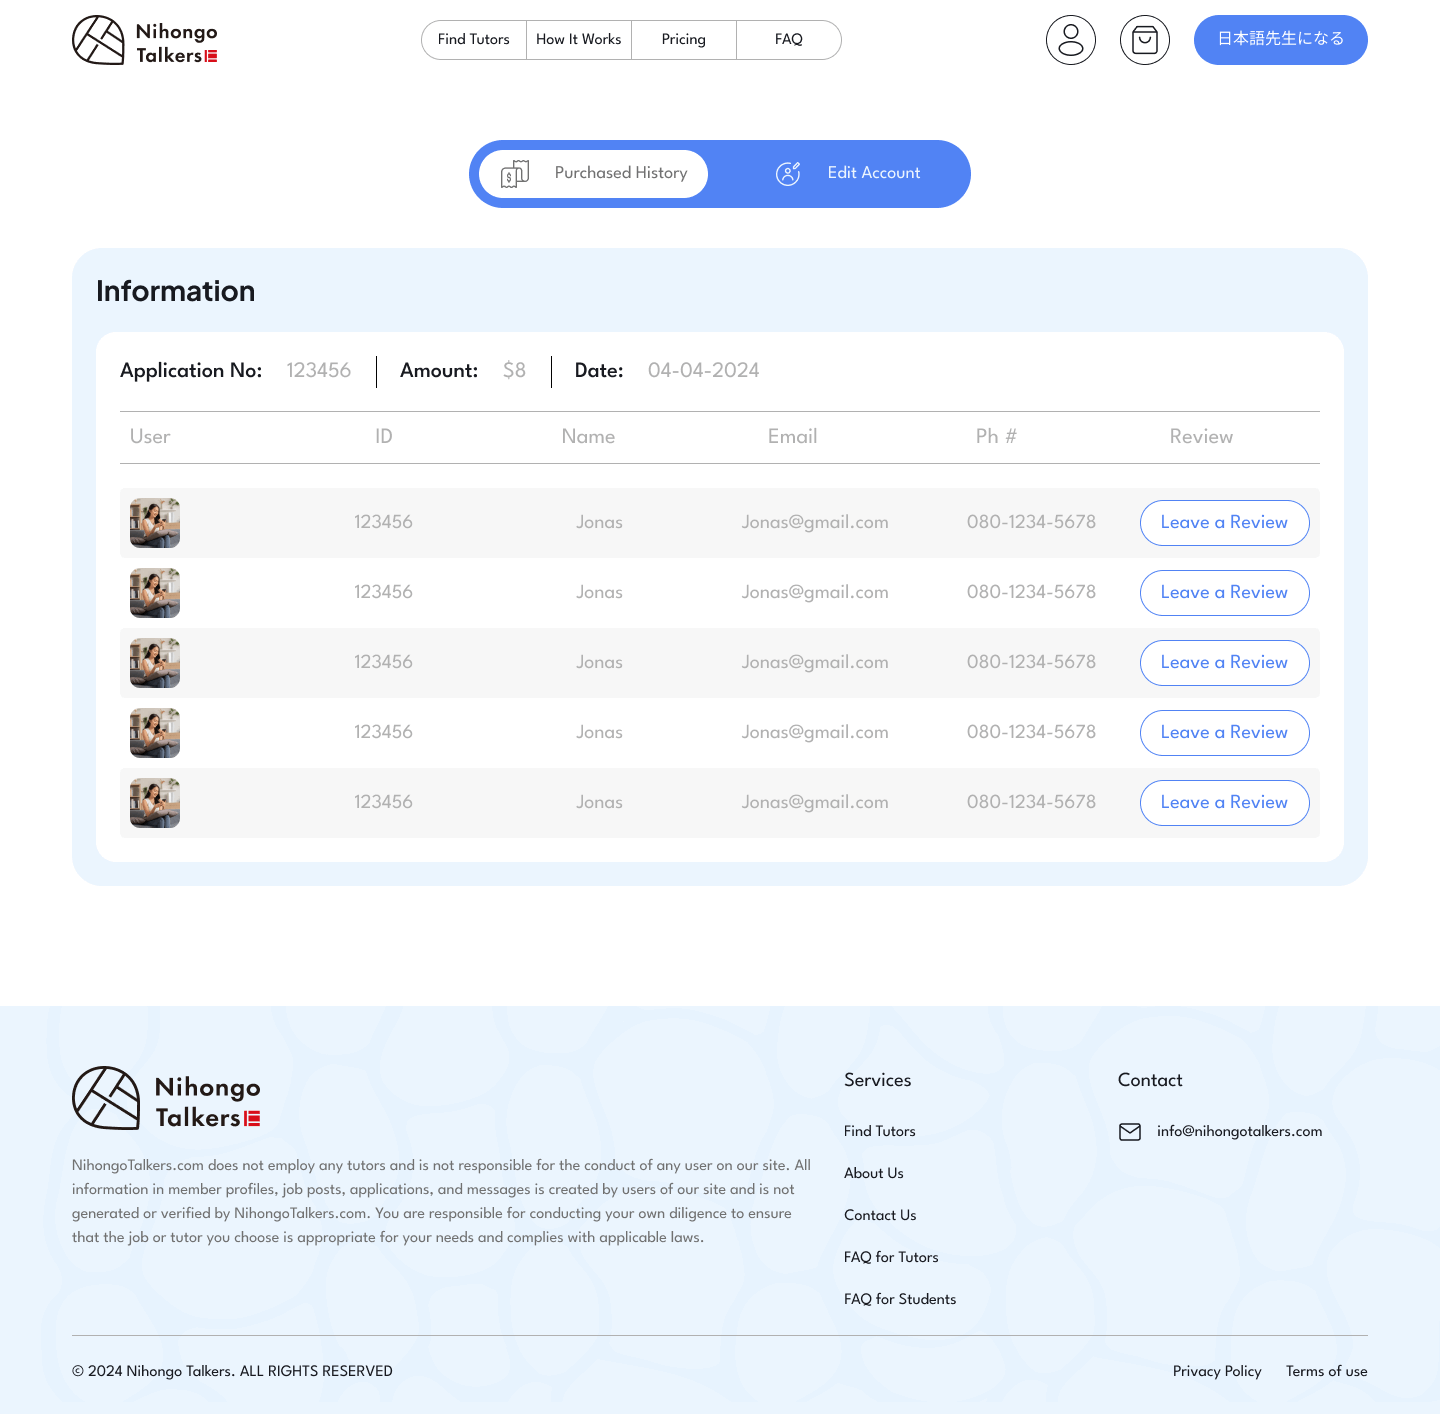 Nihongo
Talkers
Find Tutors
How It Works
Pricing
FAQ
日本語先生になる
Purchased History
Edit Account
Information
Application No: 123456
Amount: $8
Date: 04-04-2024
User ID Name Email Ph # Review
123456 Jonas Jonas@gmail.com 080-1234-5678 Leave a Review
123456 Jonas Jonas@gmail.com 080-1234-5678 Leave a Review
123456 Jonas Jonas@gmail.com 080-1234-5678 Leave a Review
123456 Jonas Jonas@gmail.com 080-1234-5678 Leave a Review
123456 Jonas Jonas@gmail.com 080-1234-5678 Leave a Review
Nihongo
Talkers
NihongoTalkers.com does not employ any tutors and is not responsible for the conduct of any user on our site. All
information in member profiles, job posts, applications, and messages is created by users of our site and is not
generated or verified by NihongoTalkers.com. You are responsible for conducting your own diligence to ensure
that the job or tutor you choose is appropriate for your needs and complies with applicable laws.
Services
Find Tutors
About Us
Contact Us
FAQ for Tutors
FAQ for Students
Contact
info@nihongotalkers.com
© 2024 Nihongo Talkers. ALL RIGHTS RESERVED
Privacy Policy
Terms of use